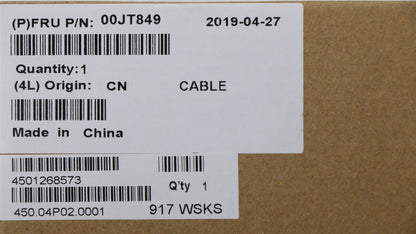 (P)FRU P/N: 00JT849 2019-04-27
Quantity:1
(4L) Origin: CN CABLE
Made in China
4501268573 Q'ty 1
450.04P02.0001 917 WSKS